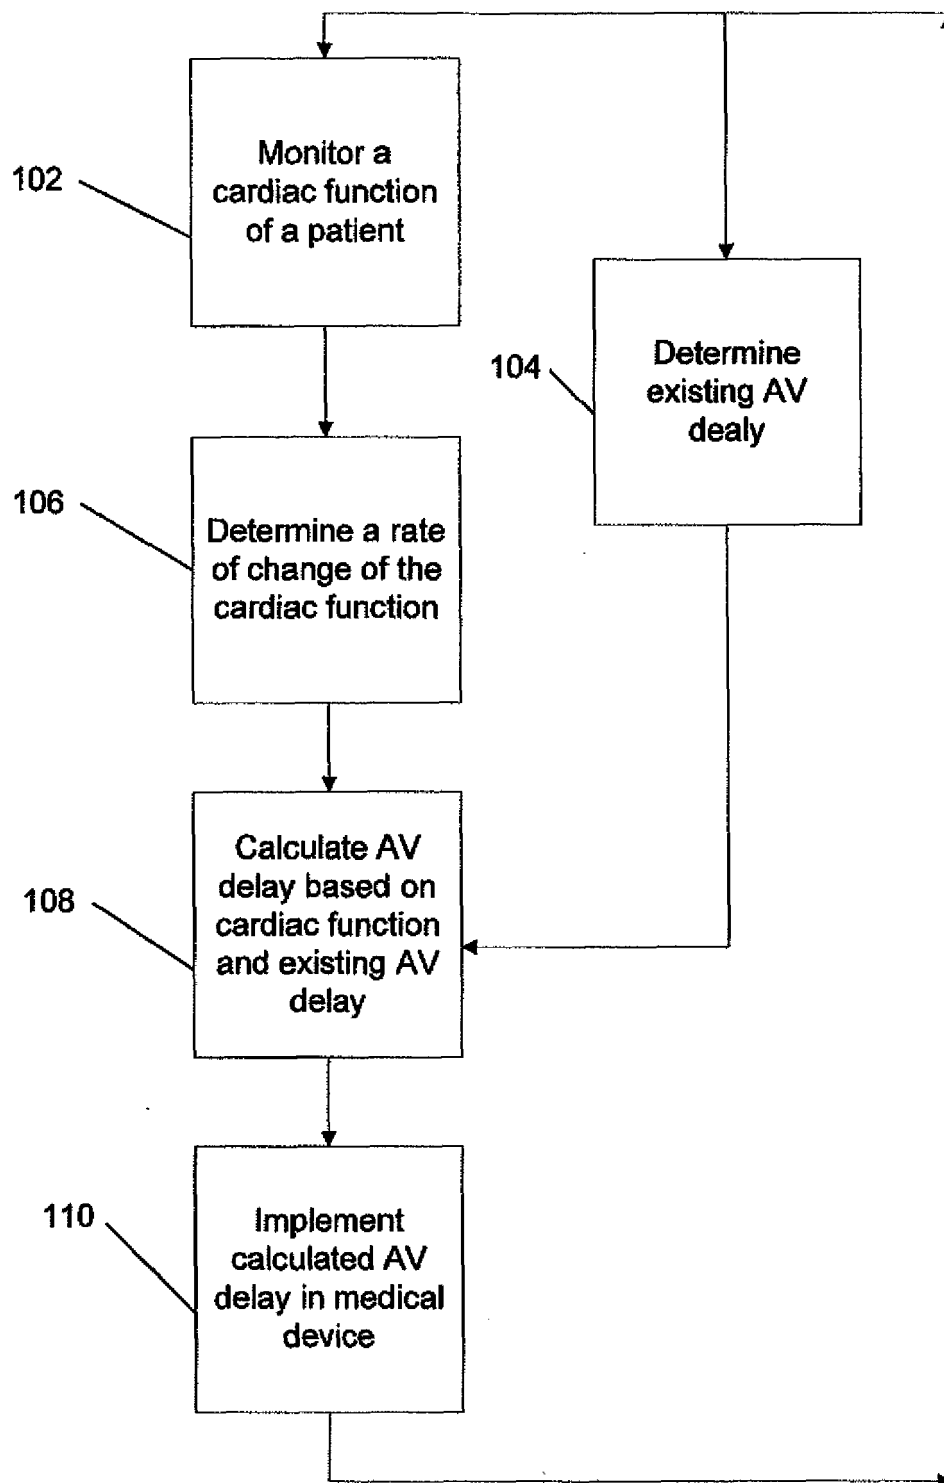 102
Monitor a
cardiac function
of a patient
104
Determine
existing AV
dealy
106
Determine a rate
of change of the
cardiac function
108
Calculate AV
delay based on
cardiac function
and existing AV
delay
110
Implement
calculated AV
delay in medical
device